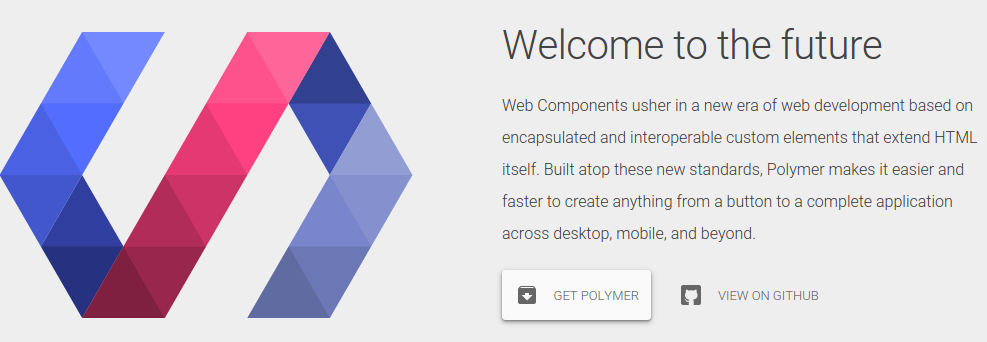 Welcome to the future
Web Components usher in a new era of web development based on
encapsulated and interoperable custom elements that extend HTML
itself. Built atop these new standards, Polymer makes it easier and
faster to create anything from a button to a complete application
across desktop, mobile, and beyond.
GET POLYMER
VIEW ON GITHUB